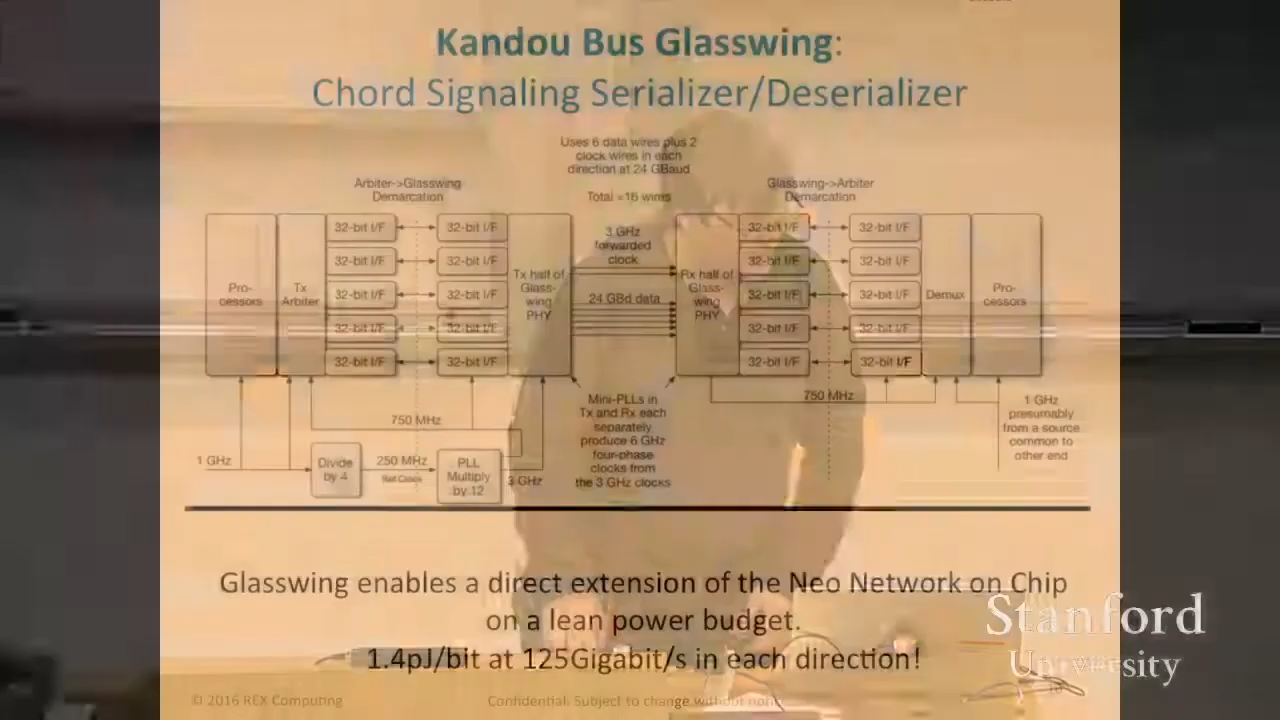 Kandou Bus Glasswing:
Chord Signaling Serializer/Deserializer
Uses 6 data wires plus 2
clock wires in each
direction at 24 GBaud
Total =16 wires
Arbiter->Glasswing
Demarcation
Glasswing->Arbiter
Demarcation
Pro-
cessors
Tx
Arbiter
32-bit I/F
32-bit I/F
32-bit I/F
32-bit I/F
32-bit I/F
32-bit I/F
32-bit I/F
32-bit I/F
32-bit I/F
32-bit I/F
Tx half of
Glass-
wing
PHY
3 GHz
forwarded
clock
24 GBd data
Rx half of
Glass-
wing
PHY
32-bit I/F
32-bit I/F
32-bit I/F
32-bit I/F
32-bit I/F
32-bit I/F
32-bit I/F
32-bit I/F
32-bit I/F
32-bit I/F
Demux
Pro-
cessors
750 MHz
1 GHz
Divide
by 4
250 MHz
Ref Clock
PLL
Multiply
by 12
3 GHz
Mini-PLLs in
Tx and Rx each
separately
produce 6 GHz
four-phase
clocks from
the 3 GHz clocks
750 MHz
1 GHz
presumably
from a source
common to
other end
Glasswing enables a direct extension of the Neo Network on Chip
on a lean power budget.
1.4pJ/bit at 125Gigabit/s in each direction!
Stanford
University
© 2016 REX Computing
Confidential. Subject to change without